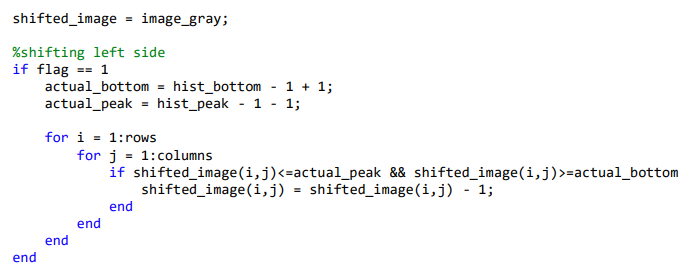 shifted_image = image_gray;

%shifting left side
if flag == 1
    actual_bottom = hist_bottom - 1 + 1;
    actual_peak = hist_peak - 1 - 1;

    for i = 1:rows
        for j = 1:columns
            if shifted_image(i,j)<=actual_peak && shifted_image(i,j)>=actual_bottom
                shifted_image(i,j) = shifted_image(i,j) - 1;
            end
        end
    end
end